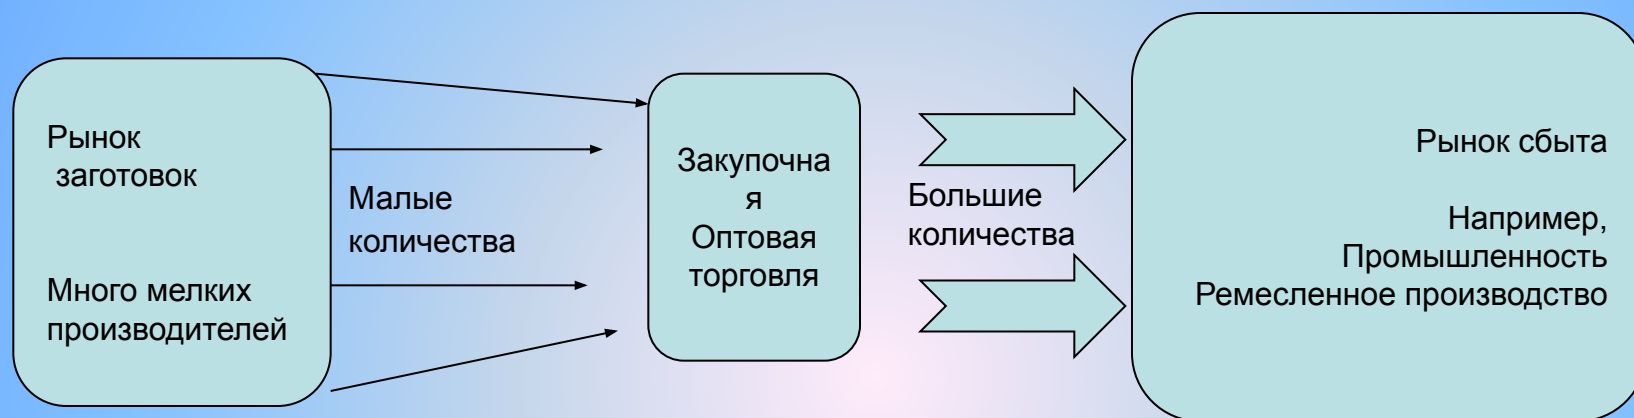 Рынок
заготовок
Много мелких
производителей
Малые
количества
Закупочна
я
Оптовая
торговля
Большие
количества
Рынок сбыта
Например,
Промышленность
Ремесленное производство